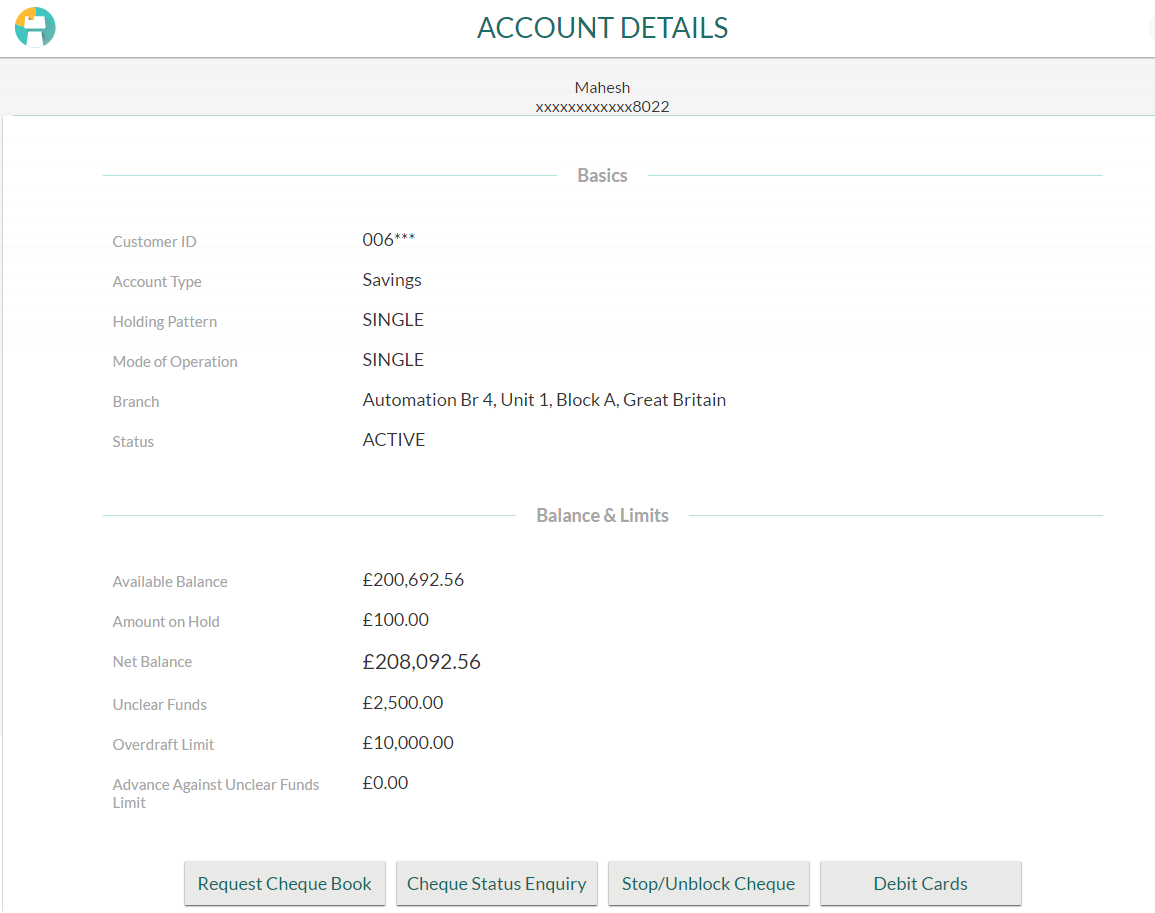 ACCOUNT DETAILS
Mahesh
xxxxxxxxxxxx8022
Basics
Customer ID 006***
Account Type Savings
Holding Pattern SINGLE
Mode of Operation SINGLE
Branch Automation Br 4, Unit 1, Block A, Great Britain
Status ACTIVE
Balance & Limits
Available Balance £200,692.56
Amount on Hold £100.00
Net Balance £208,092.56
Unclear Funds £2,500.00
Overdraft Limit £10,000.00
Advance Against Unclear Funds £0.00
Limit
Request Cheque Book Cheque Status Enquiry Stop/Unblock Cheque Debit Cards